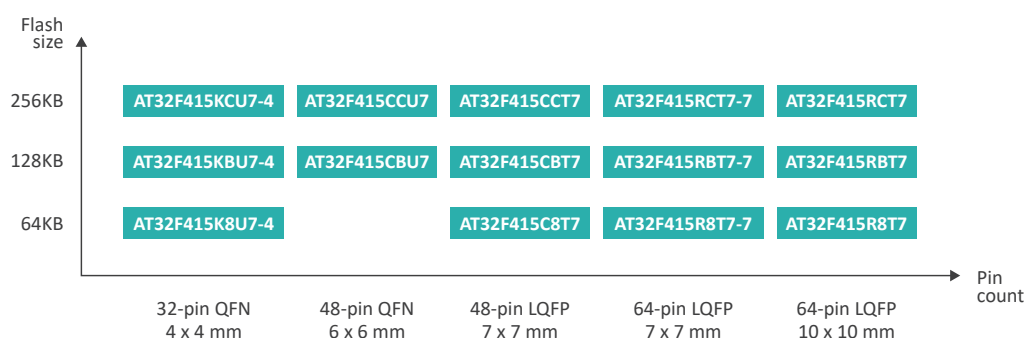 Flash
size
256KB AT32F415KCU7-4 AT32F415CCU7 AT32F415CCT7 AT32F415RCT7-7 AT32F415RCT7
128KB AT32F415KBU7-4 AT32F415CBU7 AT32F415CBT7 AT32F415RBT7-7 AT32F415RBT7
64KB AT32F415K8U7-4 AT32F415C8T7 AT32F415R8T7-7 AT32F415R8T7
Pin
count
32-pin QFN 48-pin QFN 48-pin LQFP 64-pin LQFP 64-pin LQFP
4 x 4 mm 6 x 6 mm 7 x 7 mm 7 x 7 mm 10 x 10 mm